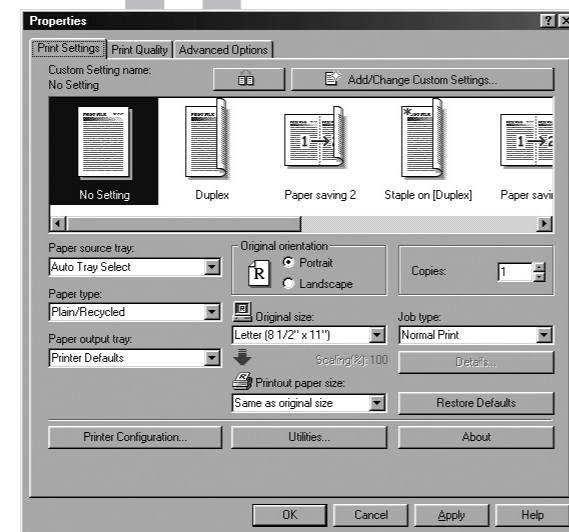 Properties
Print Settings Print Quality Advanced Options
Custom Setting name:
No Setting
Add/Change Custom Settings...
1 2
1 2
No Setting Duplex Paper saving 2 Staple on [Duplex] Paper savi
Paper source tray:
Auto Tray Select
Original orientation
R
Portrait
Landscape
Copies: 1
Paper type:
Plain/Recycled
Original size:
Letter (8 1/2" x 11")
Job type:
Normal Print
Paper output tray:
Printer Defaults
Scaling(%): 100
Details...
Printout paper size:
Same as original size
Restore Defaults
Printer Configuration... Utilities... About
OK Cancel Apply Help